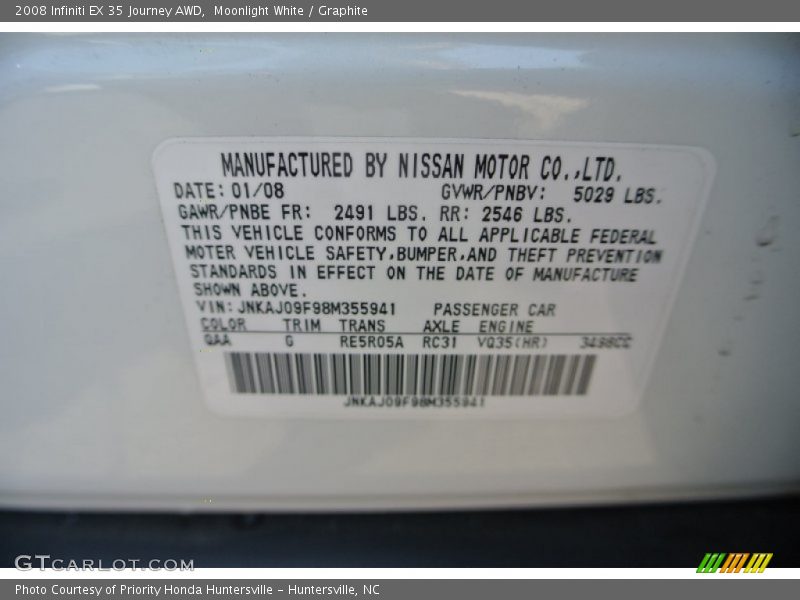 2008 Infiniti EX 35 Journey AWD, Moonlight White / Graphite
MANUFACTURED BY NISSAN MOTOR CO.,LTD.
DATE: 01/08 GVWR/PNBV: 5029 LBS.
GAWR/PNBE FR: 2491 LBS. RR: 2546 LBS.
THIS VEHICLE CONFORMS TO ALL APPLICABLE FEDERAL
MOTER VEHICLE SAFETY,BUMPER,AND THEFT PREVENTION
STANDARDS IN EFFECT ON THE DATE OF MANUFACTURE
SHOWN ABOVE.
VIN: JNKAJ09F98M355941 PASSENGER CAR
COLOR TRIM TRANS AXLE ENGINE
QAA G RE5R05A RC31 VQ35(HR) 3498CC
JNKAJ09F98M355941
GTCARLOT.COM
Photo Courtesy of Priority Honda Huntersville - Huntersville, NC